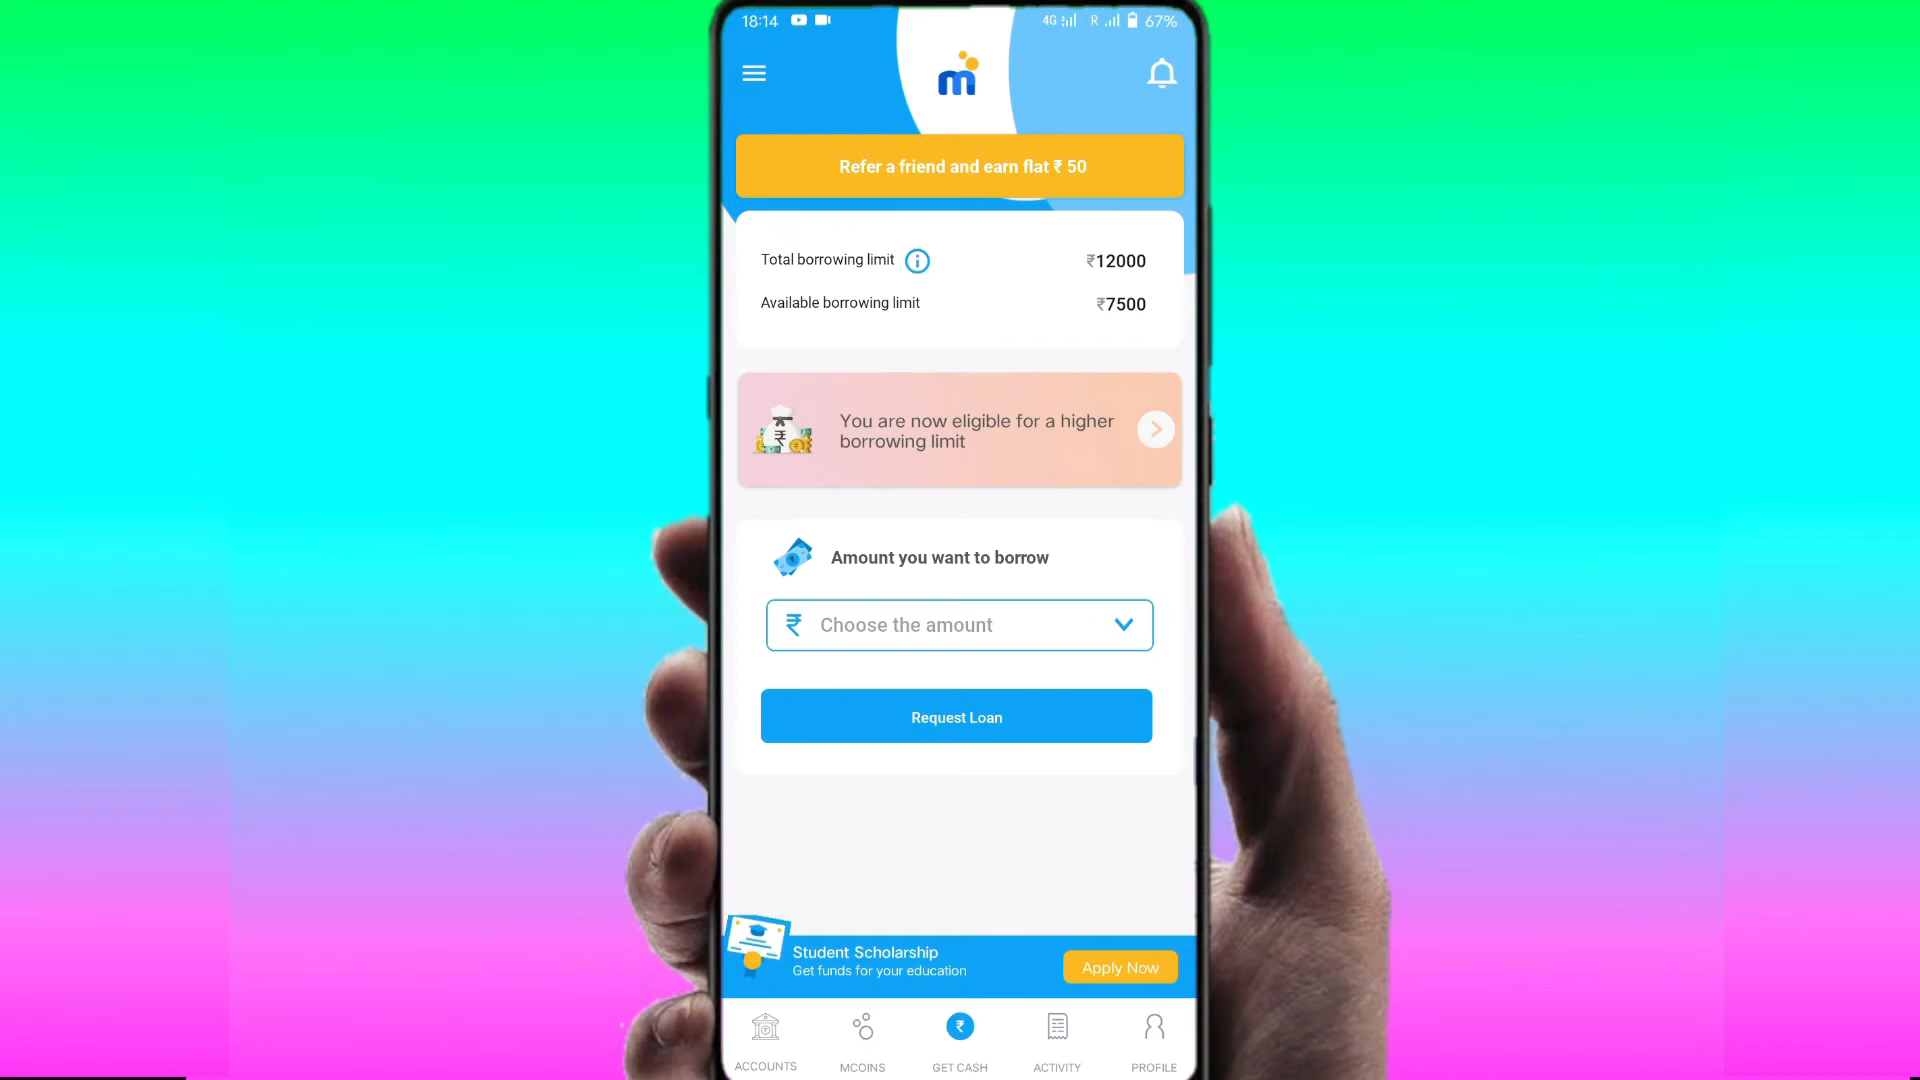 18:14
4G R 67%
m
Refer a friend and earn flat ₹ 50
Total borrowing limit ₹12000
Available borrowing limit ₹7500
You are now eligible for a higher
borrowing limit
Amount you want to borrow
₹ Choose the amount
Request Loan
Student Scholarship
Get funds for your education
Apply Now
ACCOUNTS MCOINS GET CASH ACTIVITY PROFILE